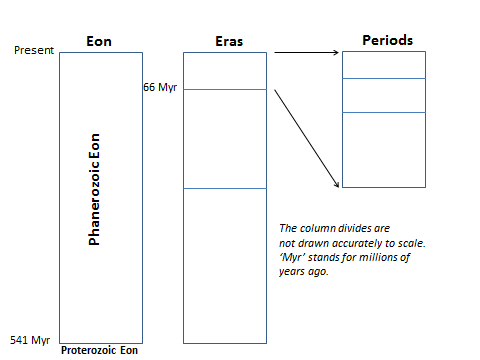 Eon
Eras
Periods
Present
66 Myr
Phanerozoic Eon
The column divides are
not drawn accurately to scale.
‘Myr’ stands for millions of
years ago.
541 Myr
Proterozoic Eon